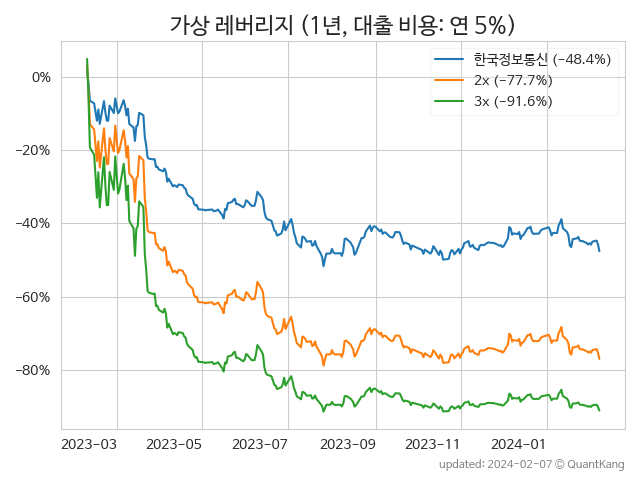 가상 레버리지 (1년, 대출 비용: 연 5%)
한국정보통신 (−48.4%)
2x (−77.7%)
3x (−91.6%)
0%
−20%
−40%
−60%
−80%
2023-03 2023-05 2023-07 2023-09 2023-11 2024-01
updated: 2024-02-07 © QuantKang